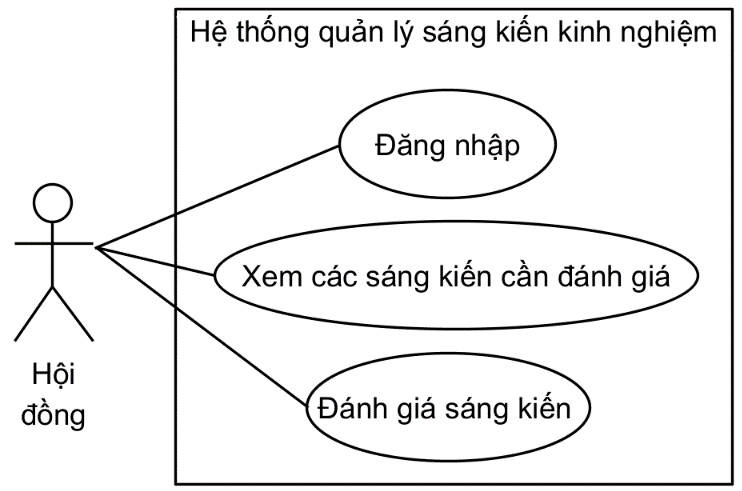 Hệ thống quản lý sáng kiến kinh nghiệm
Đăng nhập
Xem các sáng kiến cần đánh giá
Đánh giá sáng kiến
Hội
đồng